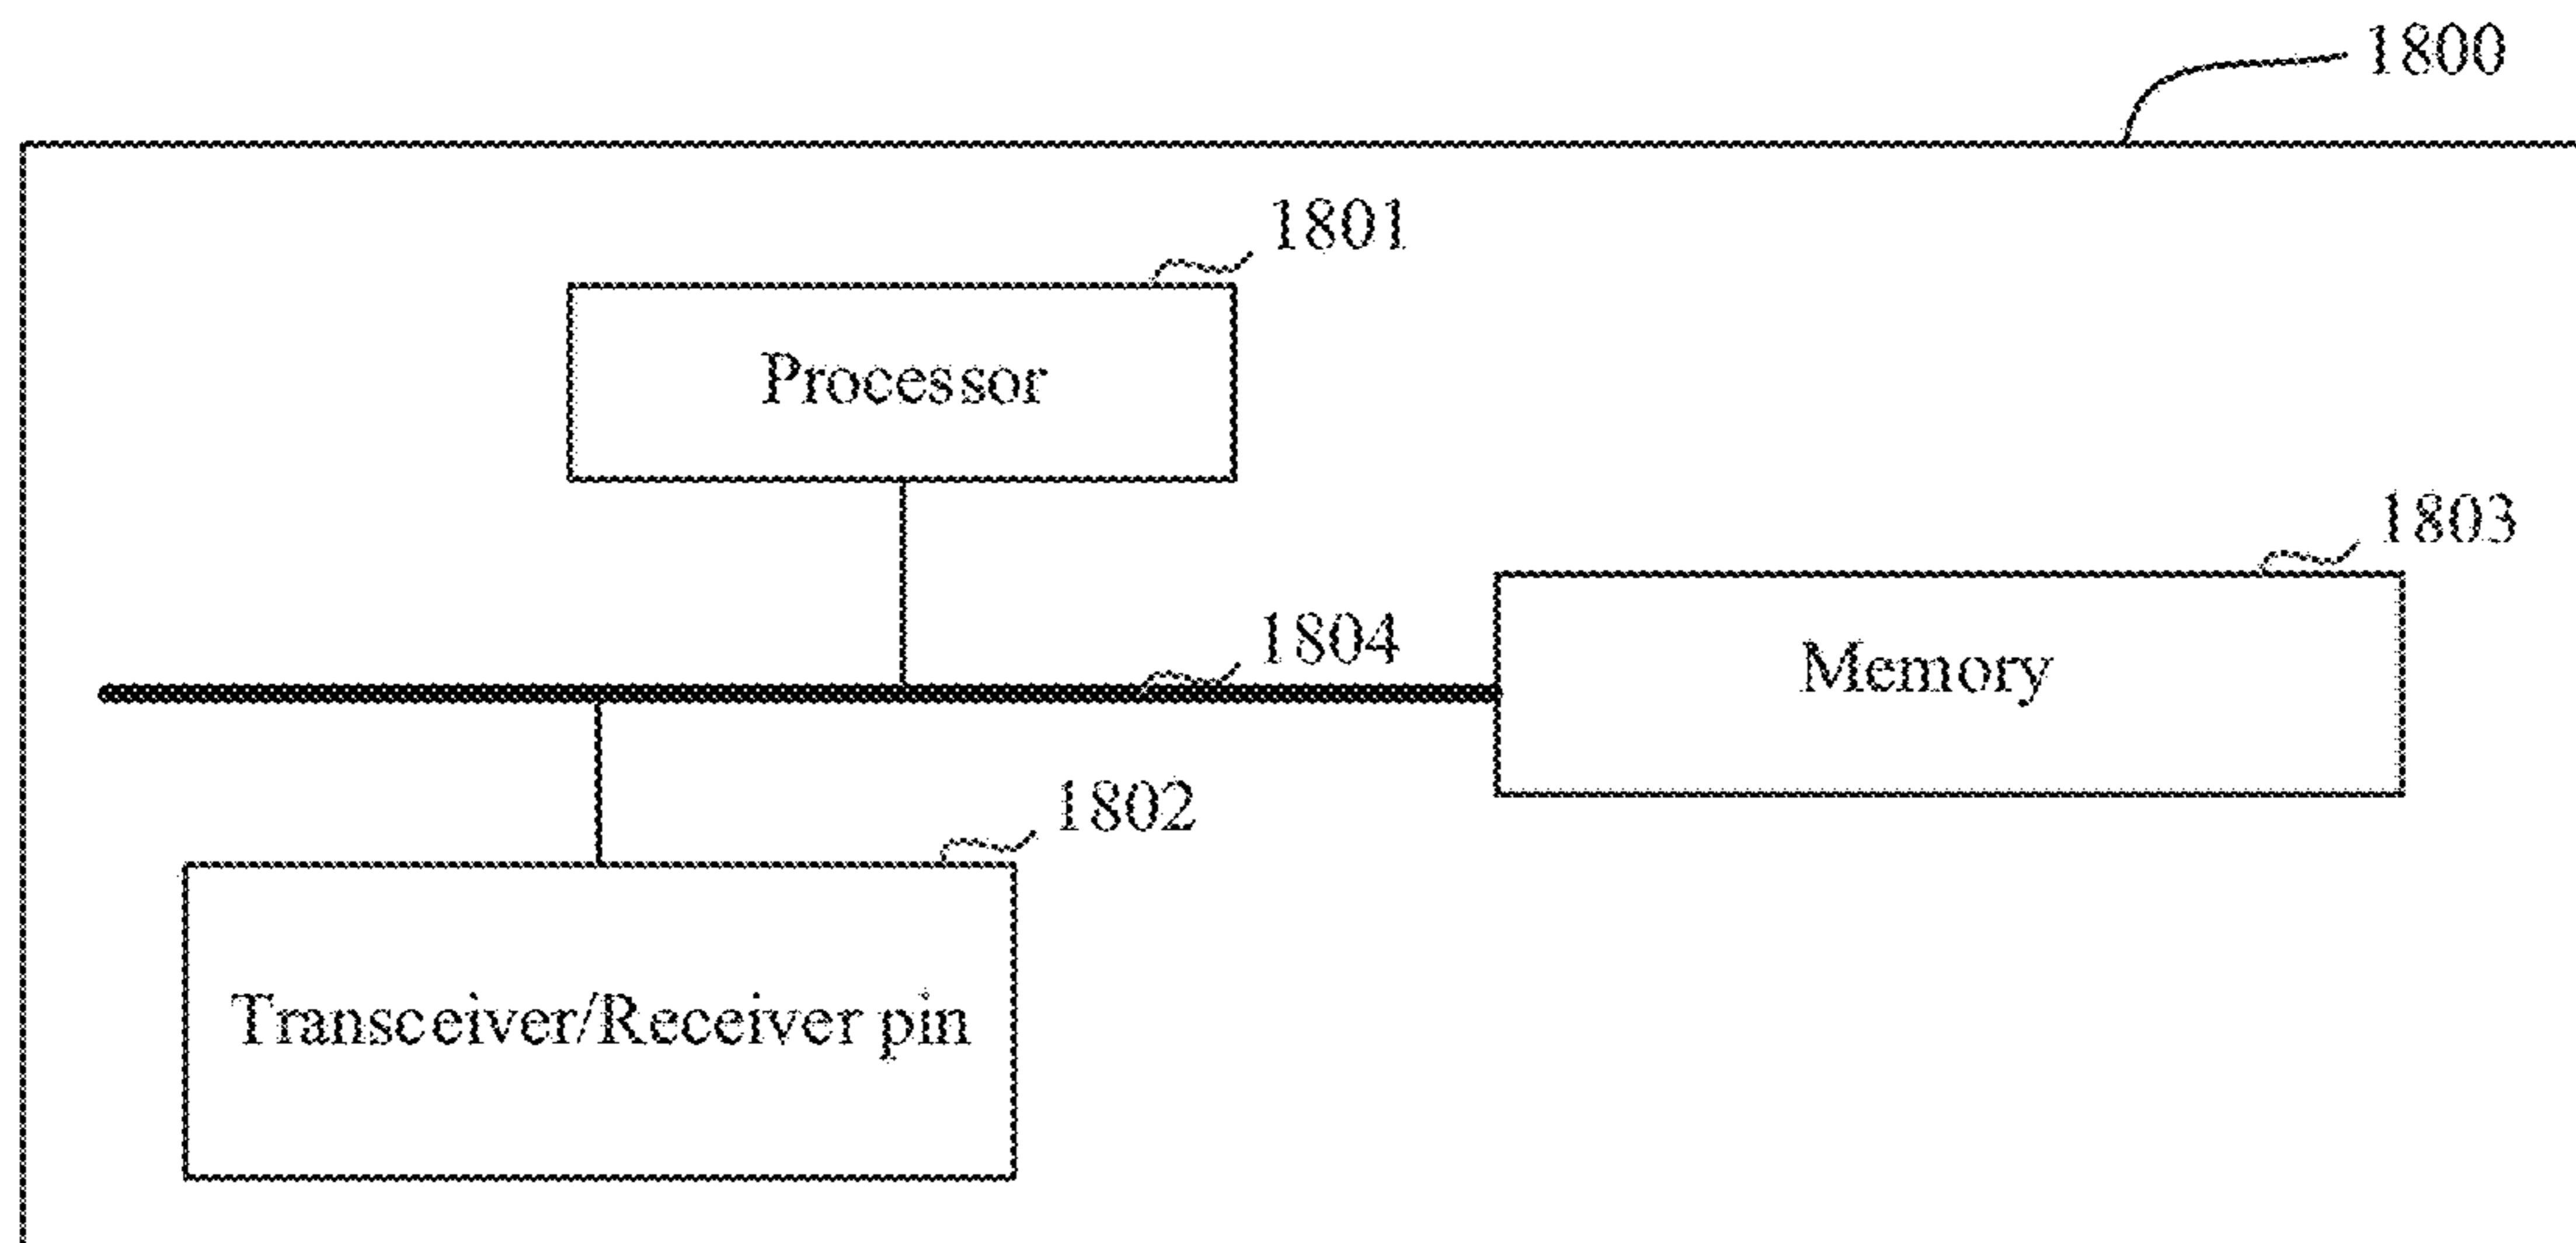 1800
1801
Processor
1803
1804
Memory
1802
Transceiver/Receiver pin